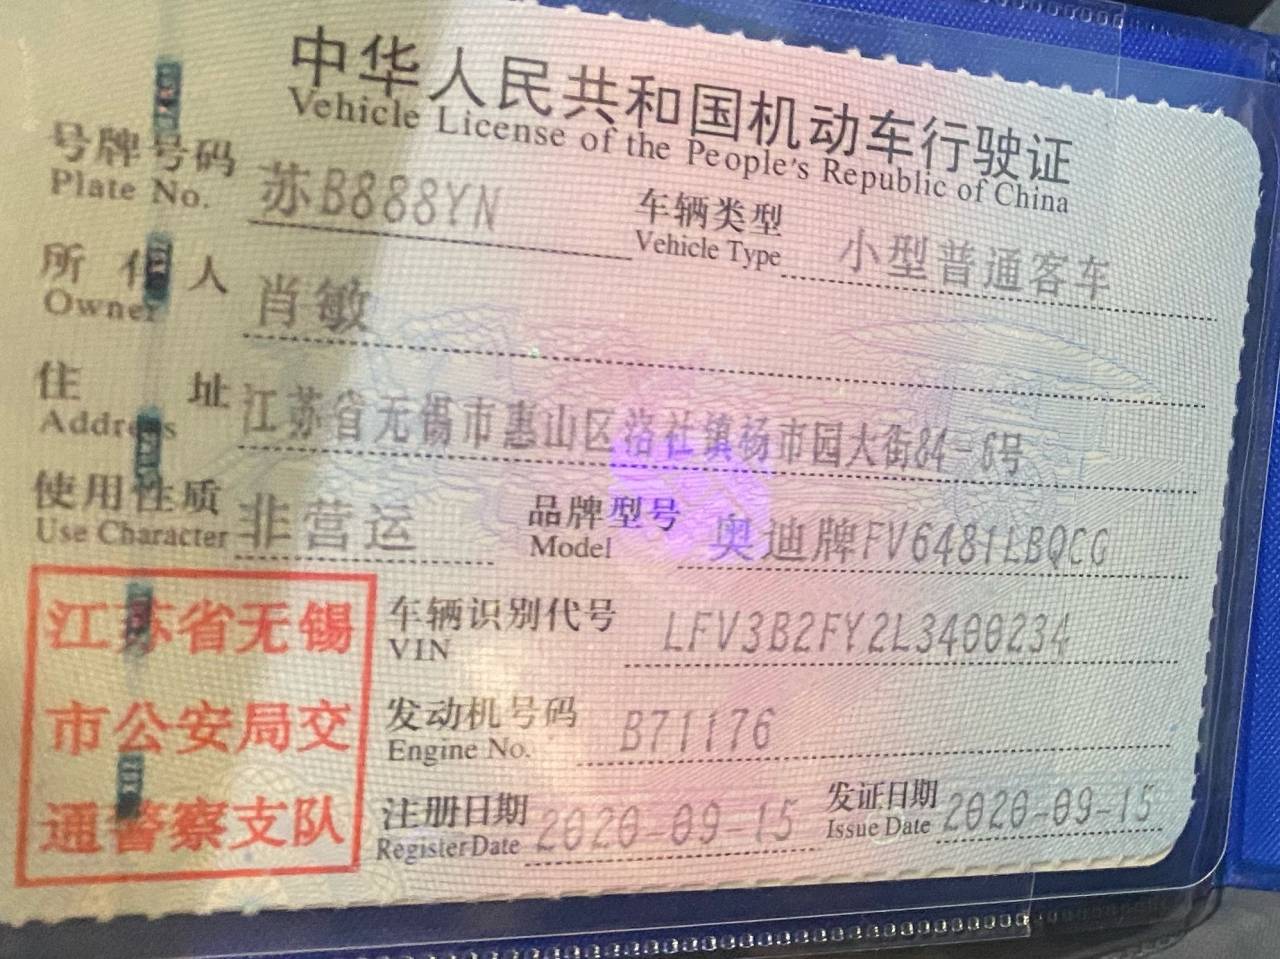 中华人民共和国机动车行驶证
Vehicle License of the People's Republic of China
号牌号码 苏B888YN 车辆类型 小型普通客车
Plate No. Vehicle Type
所有人 肖敏
Owner
住址 江苏省无锡市惠山区洛社镇杨市园大街84-6号
Address
使用性质 非营运 品牌型号 奥迪牌FV6481LBQCG
Use Character Model
江苏省无锡
市公安局交
通警察支队
车辆识别代号 LFV3B2FY2L3400234
VIN
发动机号码 B71176
Engine No.
注册日期 2020-09-15 发证日期 2020-09-15
Register Date Issue Date